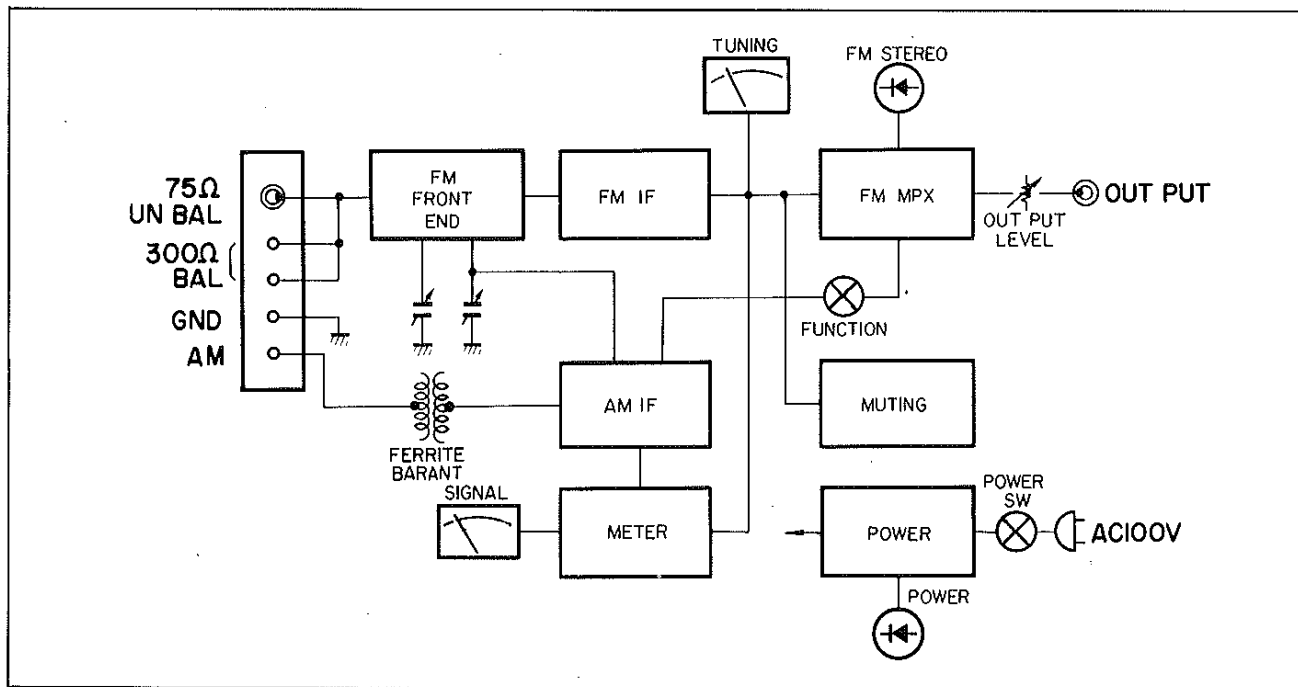 TUNING
FM STEREO
75Ω
UN BAL
300Ω
BAL
GND
AM
FM
FRONT
END
FM IF
FM MPX
OUT PUT
LEVEL
OUT PUT
FUNCTION
FERRITE
BARANT
AM IF
MUTING
SIGNAL
METER
POWER
POWER
SW
AC100V
POWER